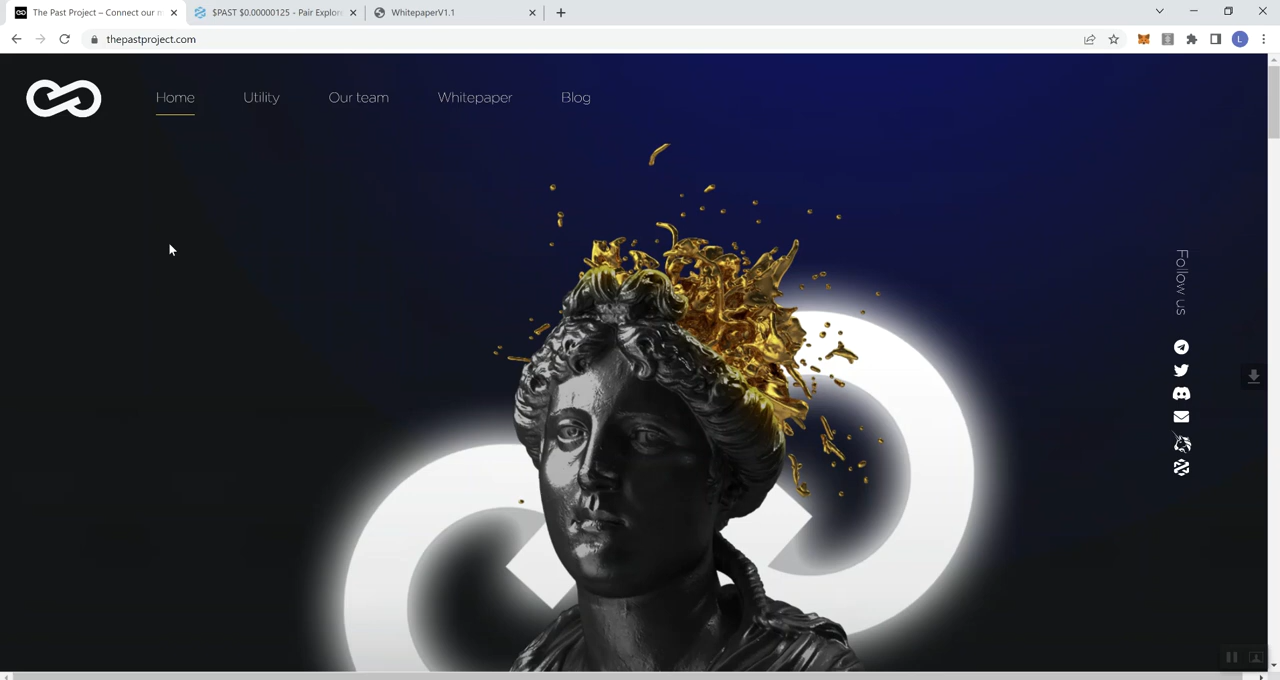 The Past Project – Connect our m
$PAST $0.00000125 - Pair Explor
WhitepaperV1.1
thepastproject.com
L
Home
Utility
Our team
Whitepaper
Blog
Follow us